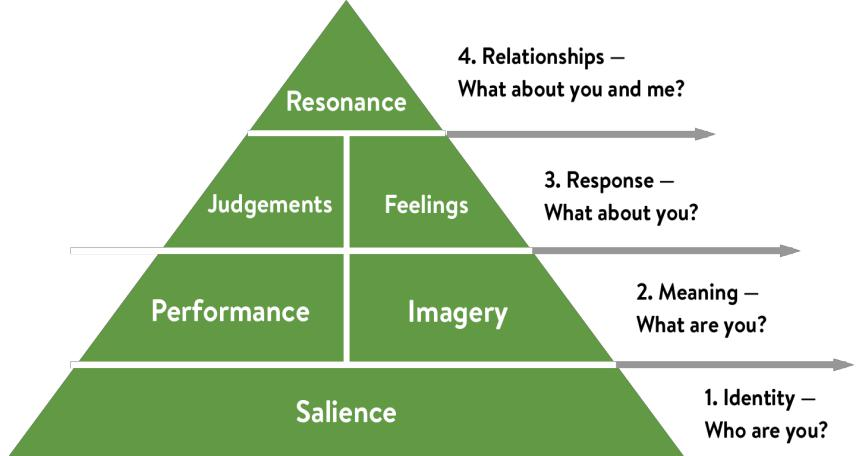 4. Relationships —
What about you and me?
Resonance
3. Response —
What about you?
Judgements
Feelings
2. Meaning —
What are you?
Performance
Imagery
1. Identity —
Who are you?
Salience